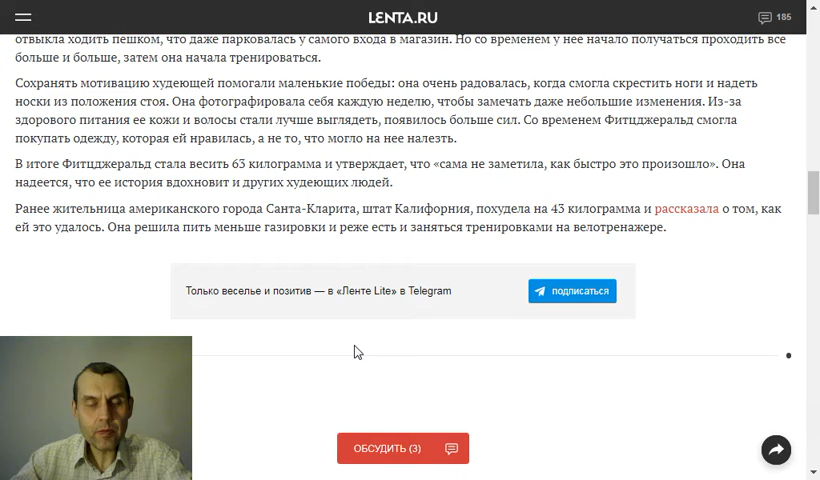 LENTA.RU
185
отвыкла ходить пешком, что даже парковалась у самого входа в магазин. Но со временем у нее начало получаться проходить все
больше и больше, затем она начала тренироваться.
Сохранять мотивацию худеющей помогали маленькие победы: она очень радовалась, когда смогла скрестить ноги и надеть
носки из положения стоя. Она фотографировала себя каждую неделю, чтобы замечать даже небольшие изменения. Из-за
здорового питания ее кожи и волосы стали лучше выглядеть, появилось больше сил. Со временем Фитцджеральд смогла
покупать одежду, которая ей нравилась, а не то, что могло на нее налезть.
В итоге Фитцджеральд стала весить 63 килограмма и утверждает, что «сама не заметила, как быстро это произошло». Она
надеется, что ее история вдохновит и других худеющих людей.
Ранее жительница американского города Санта-Кларита, штат Калифорния, похудела на 43 килограмма и рассказала о том, как
ей это удалось. Она решила пить меньше газировки и реже есть и заняться тренировками на велотренажере.
Только веселье и позитив — в «Ленте Lite» в Telegram
подписаться
ОБСУДИТЬ (3)